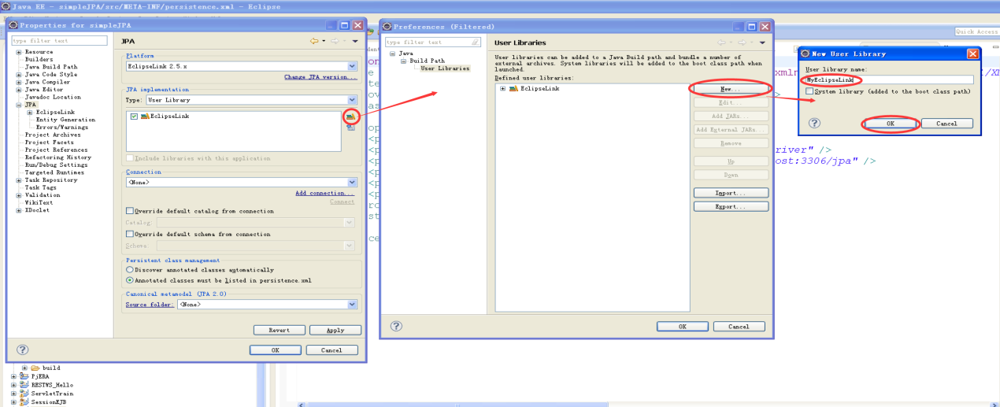 Java EE - simpleJPA/src/META-INF/persistence.xml - Eclipse
Quick Access
Properties for simpleJPA
type filter text
Resource
Builders
Java Build Path
Java Code Style
Java Compiler
Java Editor
Javadoc Location
JPA
EclipseLink
Entity Generation
Errors/Warnings
Project Archives
Project Facets
Project References
Refactoring History
Run/Debug Settings
Targeted Runtimes
Task Repository
Task Tags
Validation
WikiText
XDoclet
JPA
Platform
EclipseLink 2.5.x
Change JPA version...
JPA implementation
Type: User Library
EclipseLink
Include libraries with this application
Connection
<None>
Add connection...
Connect
Override default catalog from connection
Catalog:
Override default schema from connection
Schema:
Persistent class management
Discover annotated classes automatically
Annotated classes must be listed in persistence.xml
Canonical metamodel (JPA 2.0)
Source folder: <None>
Revert Apply
OK Cancel
Preferences (Filtered)
type filter text
Java
Build Path
User Libraries
User Libraries
User libraries can be added to a Java Build path and bundle a number of
external archives. System libraries will be added to the boot class path when
launched.
Defined user libraries:
EclipseLink
New...
Edit...
Add JARs...
Add External JARs...
Remove
Up
Down
Import...
Export...
OK Cancel
New User Library
User library name:
MyEclipseLink
System library (added to the boot class path)
OK Cancel
xmln
/XM
river" />
ost:3306/jpa" />
build
PjERA
RESTWS_Hello
ServletTrain
SessionEJB